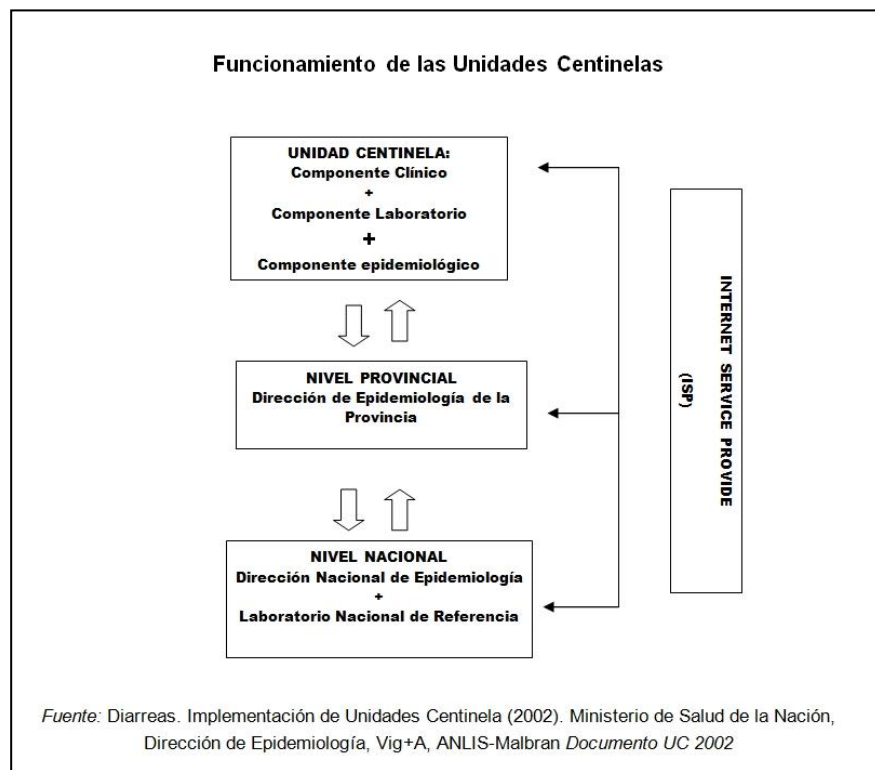 Funcionamiento de las Unidades Centinelas
UNIDAD CENTINELA:
Componente Clínico
+
Componente Laboratorio
+
Componente epidemiológico
NIVEL PROVINCIAL
Dirección de Epidemiología de la
Provincia
NIVEL NACIONAL
Dirección Nacional de Epidemiología
+
Laboratorio Nacional de Referencia
INTERNET SERVICE PROVIDE
(ISP)
Fuente: Diarreas. Implementación de Unidades Centinela (2002). Ministerio de Salud de la Nación,
Dirección de Epidemiología, Vig+A, ANLIS-Malbran Documento UC 2002